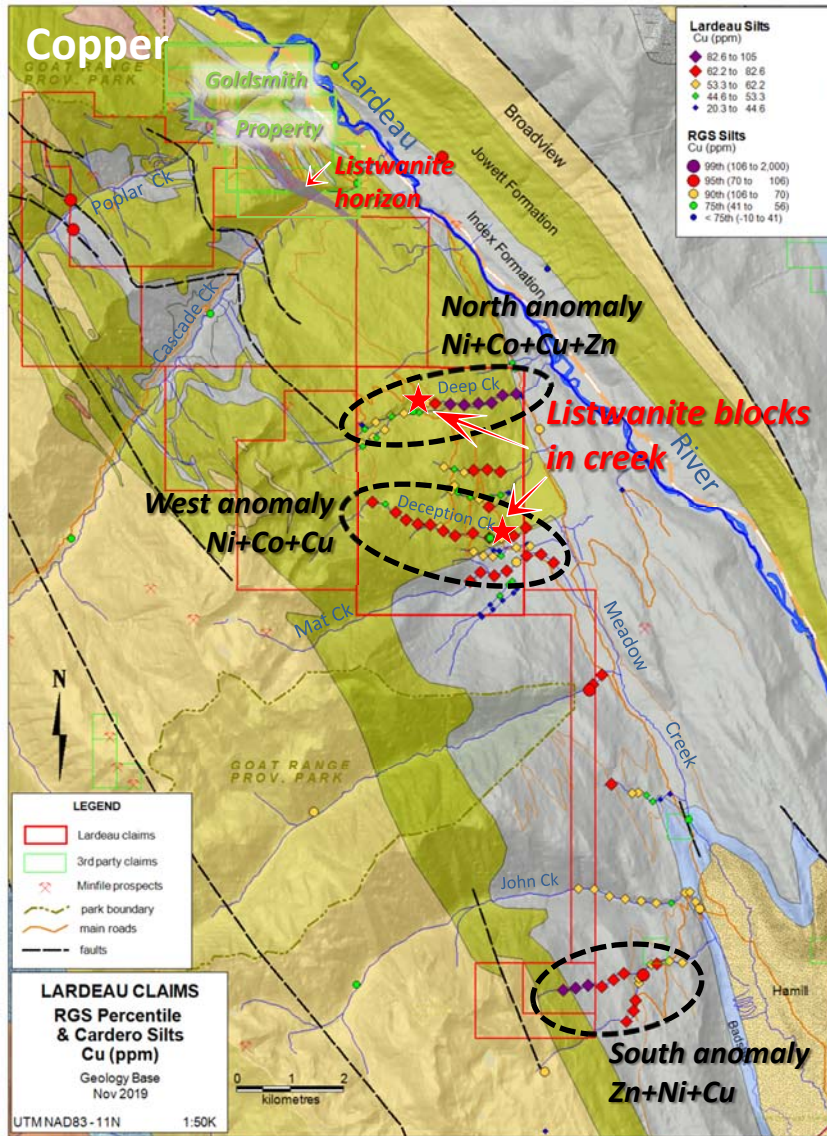 Copper
GOAT RANGE
PROV. PARK
Goldsmith
Property
Listwanite
horizon
Lardeau
River
Broadview
Jowett Formation
Index Formation
Poplar Ck
Cascade Ck
Lardeau Silts
Cu (ppm)
82.6 to 105
62.2 to 82.6
53.3 to 62.2
44.6 to 53.3
20.3 to 44.6
RGS Silts
Cu (ppm)
99th (106 to 2,000)
95th (70 to 106)
90th (106 to 70)
75th (41 to 56)
< 75th (-10 to 41)
North anomaly
Ni+Co+Cu+Zn
Deep Ck
Listwanite blocks
in creek
West anomaly
Ni+Co+Cu
Deception Ck
Mat Ck
Meadow
Creek
N
GOAT RANGE
PROV. PARK
John Ck
Hamill
South anomaly
Zn+Ni+Cu
LEGEND
Lardeau claims
3rd party claims
Minfile prospects
park boundary
main roads
faults
LARDEAU CLAIMS
RGS Percentile
& Cardero Silts
Cu (ppm)
Geology Base
Nov 2019
UTM NAD83 - 11N 1:50K
0 1 2
kilometres